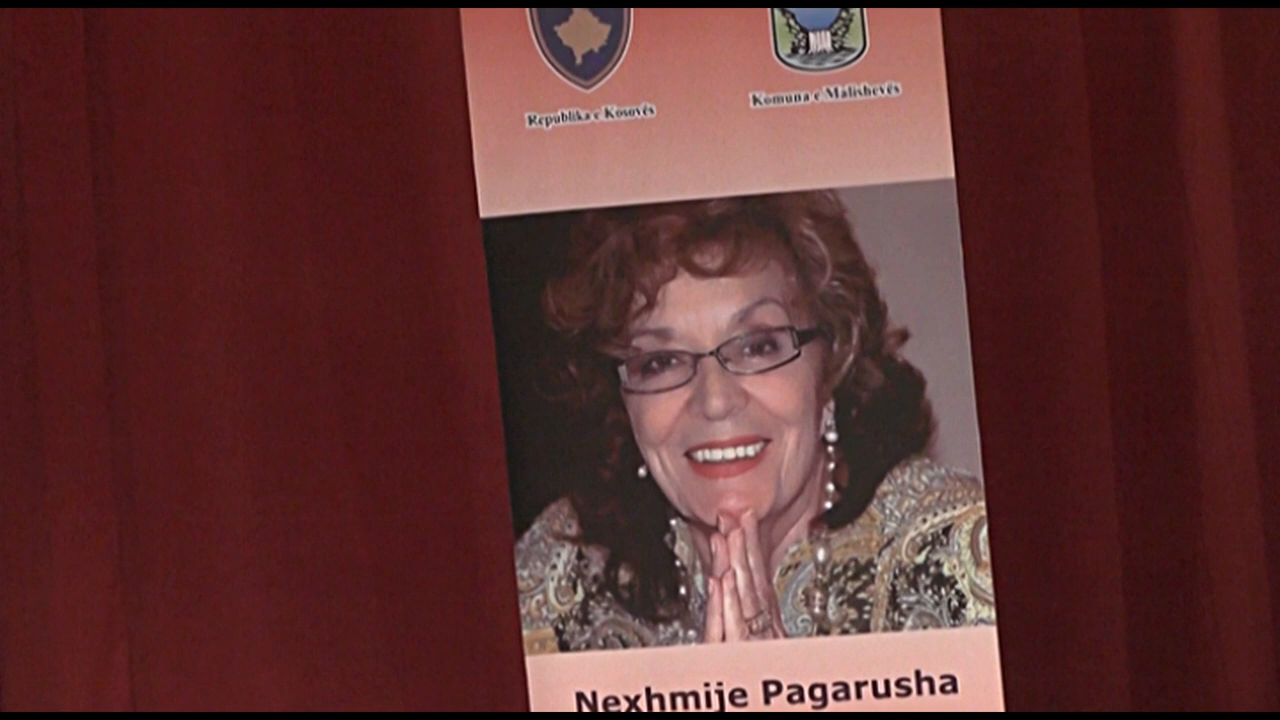 Republika e Kosovës
Komuna e Malishevës
Nexhmije Pagarusha